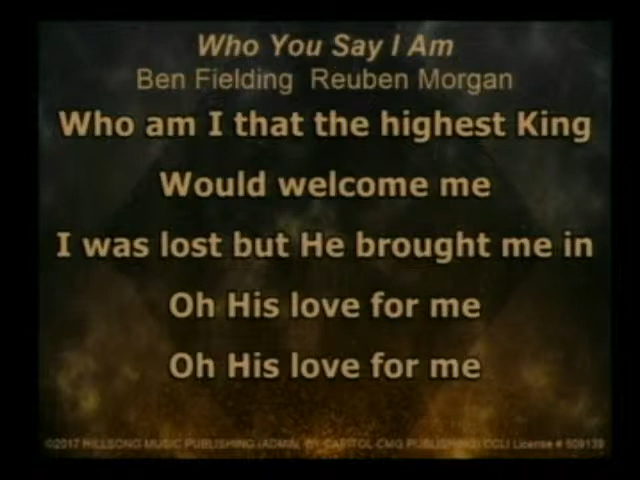 Who You Say I Am
Ben Fielding  Reuben Morgan
Who am I that the highest King
Would welcome me
I was lost but He brought me in
Oh His love for me
Oh His love for me
©2017 HILLSONG MUSIC PUBLISHING (ADMIN. BY CAPITOL CMG PUBLISHING) CCLI License #